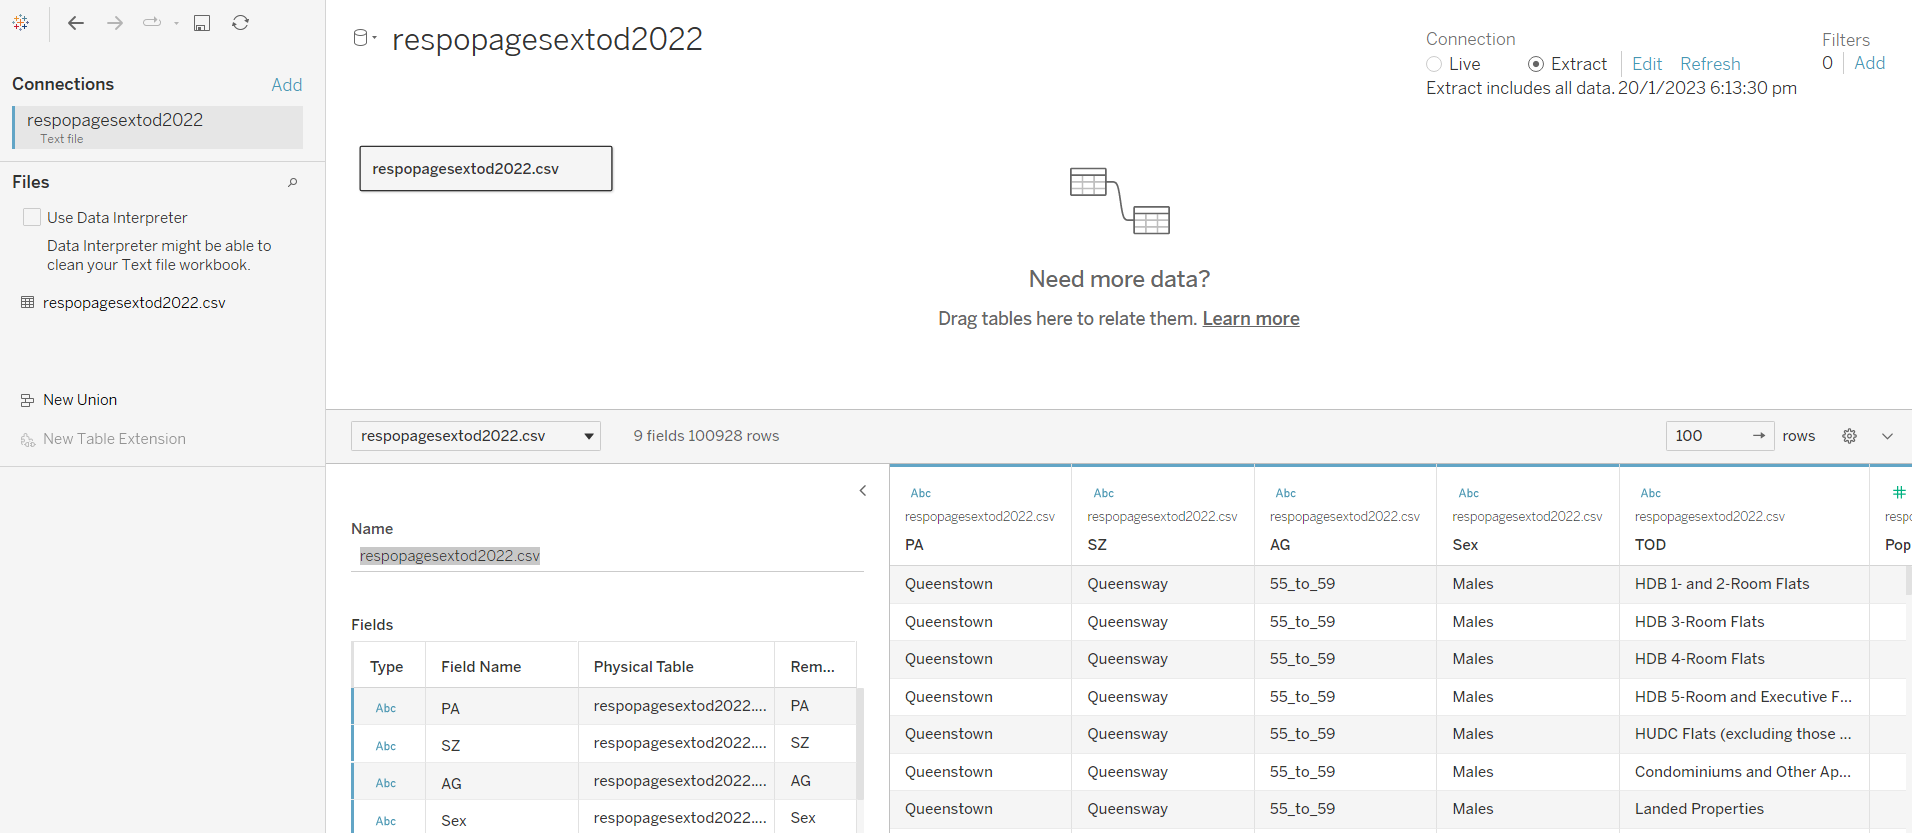 respopagesextod2022
Connection
Live
Extract
Edit
Refresh
Extract includes all data. 20/1/2023 6:13:30 pm
Filters
0
Add
Connections
Add
respopagesextod2022
Text file
Files
Use Data Interpreter
Data Interpreter might be able to
clean your Text file workbook.
respopagesextod2022.csv
New Union
New Table Extension
respopagesextod2022.csv
Need more data?
Drag tables here to relate them. Learn more
respopagesextod2022.csv
9 fields 100928 rows
100 → rows
Name
respopagesextod2022.csv
Fields
Type Field Name Physical Table Rem...
Abc PA respopagesextod2022.... PA
Abc SZ respopagesextod2022.... SZ
Abc AG respopagesextod2022.... AG
Abc Sex respopagesextod2022.... Sex
Abc Abc Abc Abc Abc #
respopagesextod2022.csv respopagesextod2022.csv respopagesextod2022.csv respopagesextod2022.csv respopagesextod2022.csv respo
PA SZ AG Sex TOD Pop
Queenstown Queensway 55_to_59 Males HDB 1- and 2-Room Flats
Queenstown Queensway 55_to_59 Males HDB 3-Room Flats
Queenstown Queensway 55_to_59 Males HDB 4-Room Flats
Queenstown Queensway 55_to_59 Males HDB 5-Room and Executive F...
Queenstown Queensway 55_to_59 Males HUDC Flats (excluding those ...
Queenstown Queensway 55_to_59 Males Condominiums and Other Ap...
Queenstown Queensway 55_to_59 Males Landed Properties